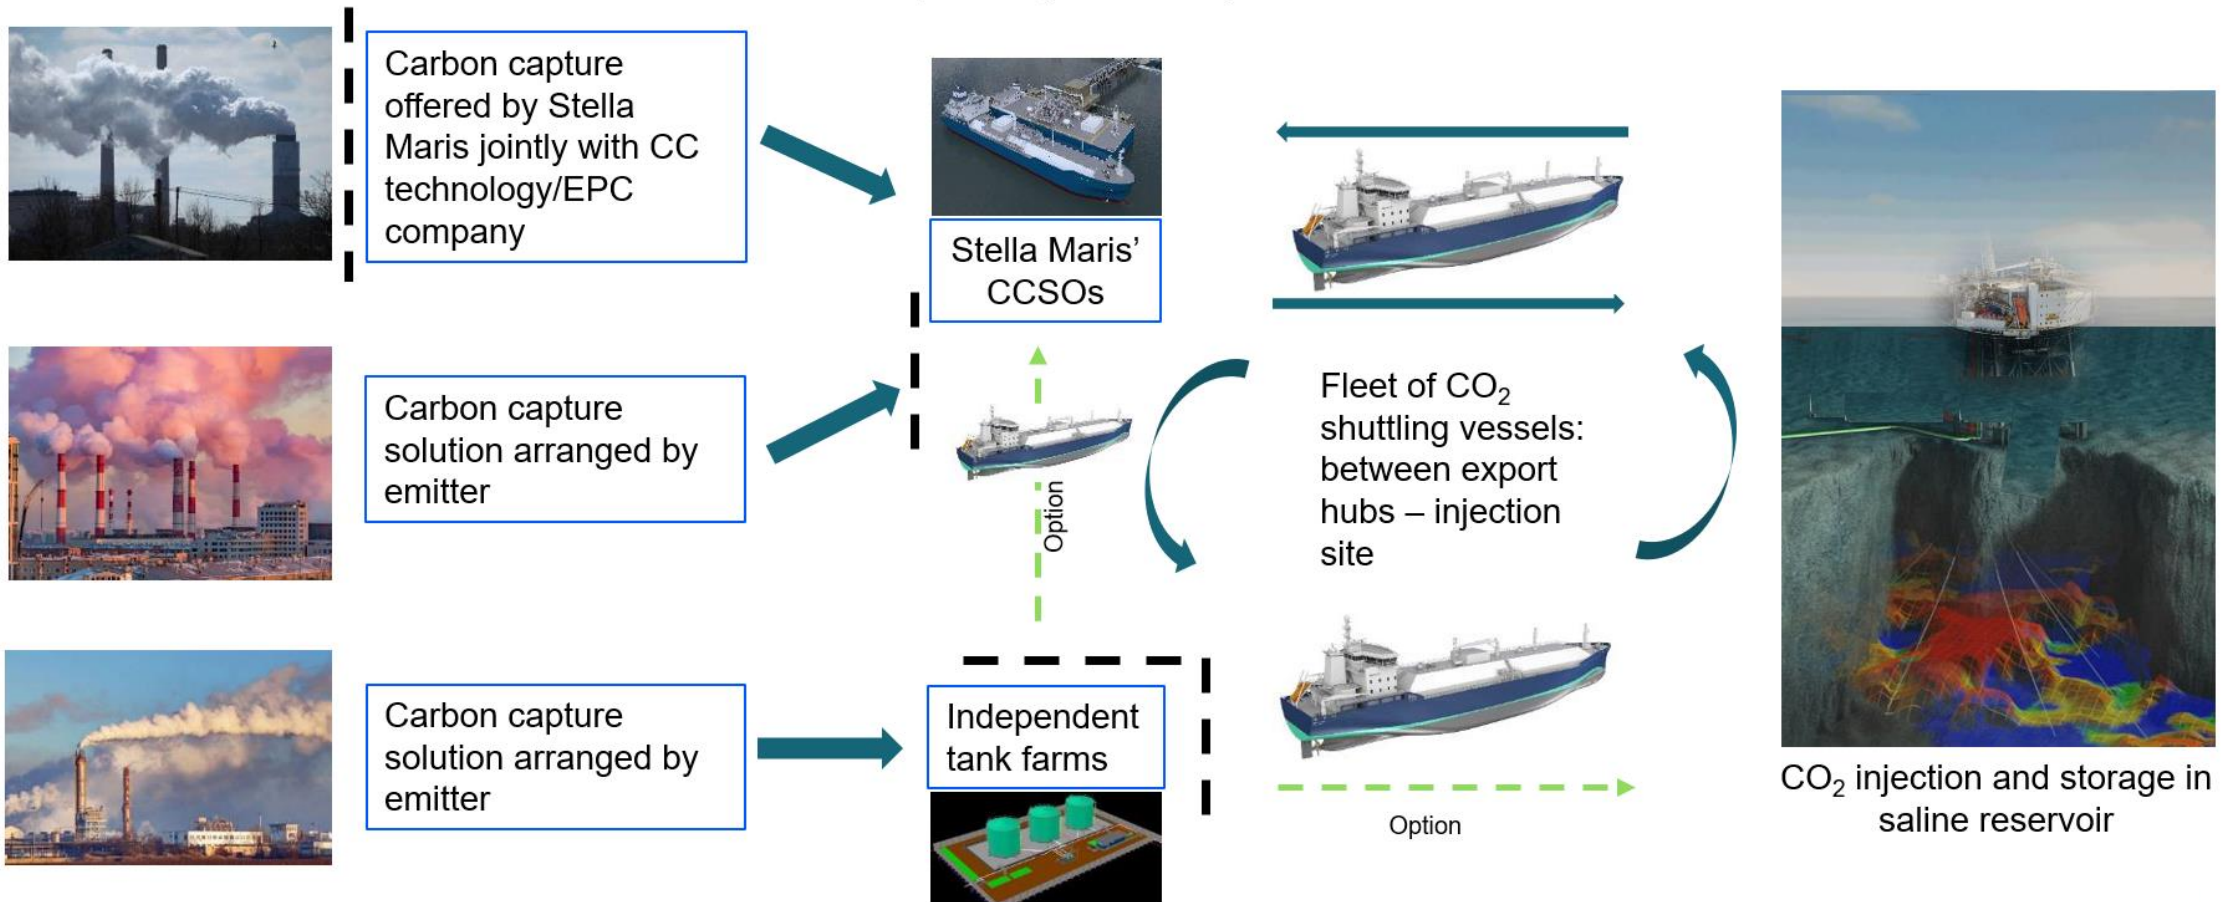 Carbon capture
offered by Stella
Maris jointly with CC
technology/EPC
company
Stella Maris’
CCSOs
Carbon capture
solution arranged by
emitter
Option
Fleet of CO₂
shuttling vessels:
between export
hubs – injection
site
Carbon capture
solution arranged by
emitter
Independent
tank farms
Option
CO₂ injection and storage in
saline reservoir